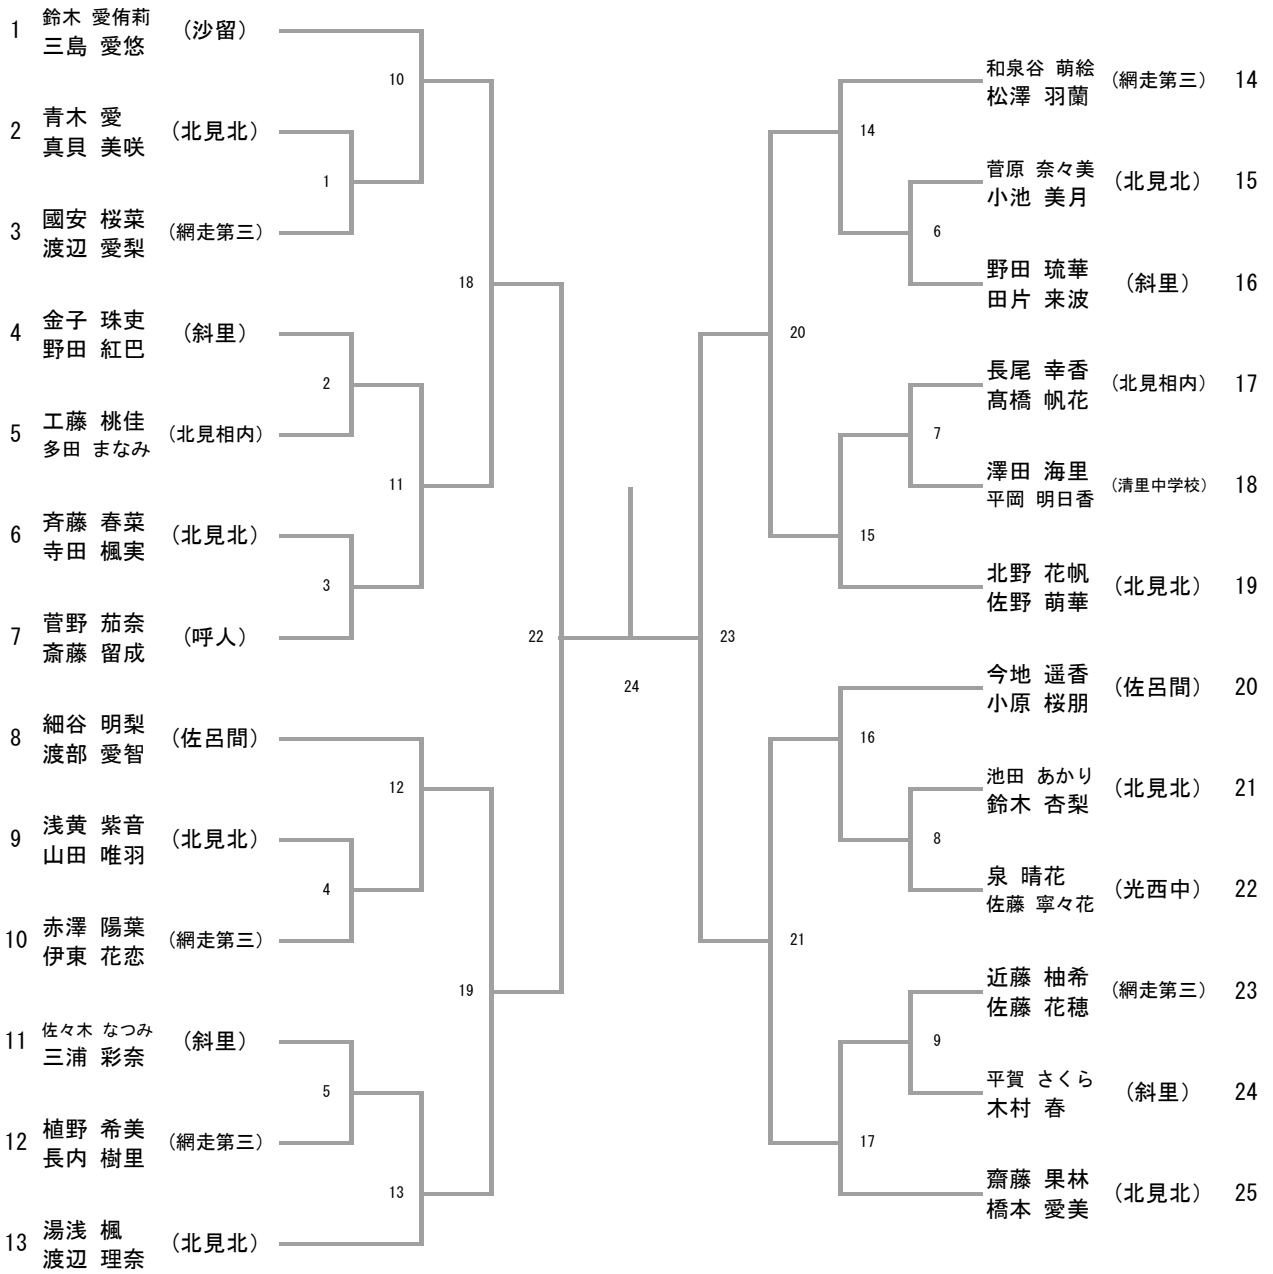 1 鈴木 愛侑莉 (沙留)
三島 愛悠
2 青木 愛 (北見北)
真貝 美咲
3 國安 桜菜 (網走第三)
渡辺 愛梨
4 金子 珠吏 (斜里)
野田 紅巴
5 工藤 桃佳 (北見相内)
多田 まなみ
6 斉藤 春菜 (北見北)
寺田 楓実
7 菅野 茄奈 (呼人)
斎藤 留成
8 細谷 明梨 (佐呂間)
渡部 愛智
9 浅黄 紫音 (北見北)
山田 唯羽
10 赤澤 陽葉 (網走第三)
伊東 花恋
11 佐々木 なつみ (斜里)
三浦 彩奈
12 植野 希美 (網走第三)
長内 樹里
13 湯浅 楓 (北見北)
渡辺 理奈
10
1
18
2
11
3
22
12
4
19
5
13
24
14
6
20
7
15
23
16
8
21
9
17
和泉谷 萌絵 (網走第三) 14
松澤 羽蘭
菅原 奈々美 (北見北) 15
小池 美月
野田 琉華 (斜里) 16
田片 来波
長尾 幸香 (北見相内) 17
髙橋 帆花
澤田 海里 (清里中学校) 18
平岡 明日香
北野 花帆 (北見北) 19
佐野 萌華
今地 遥香 (佐呂間) 20
小原 桜朋
池田 あかり (北見北) 21
鈴木 杏梨
泉 晴花 (光西中) 22
佐藤 寧々花
近藤 柚希 (網走第三) 23
佐藤 花穂
平賀 さくら (斜里) 24
木村 春
齋藤 果林 (北見北) 25
橋本 愛美